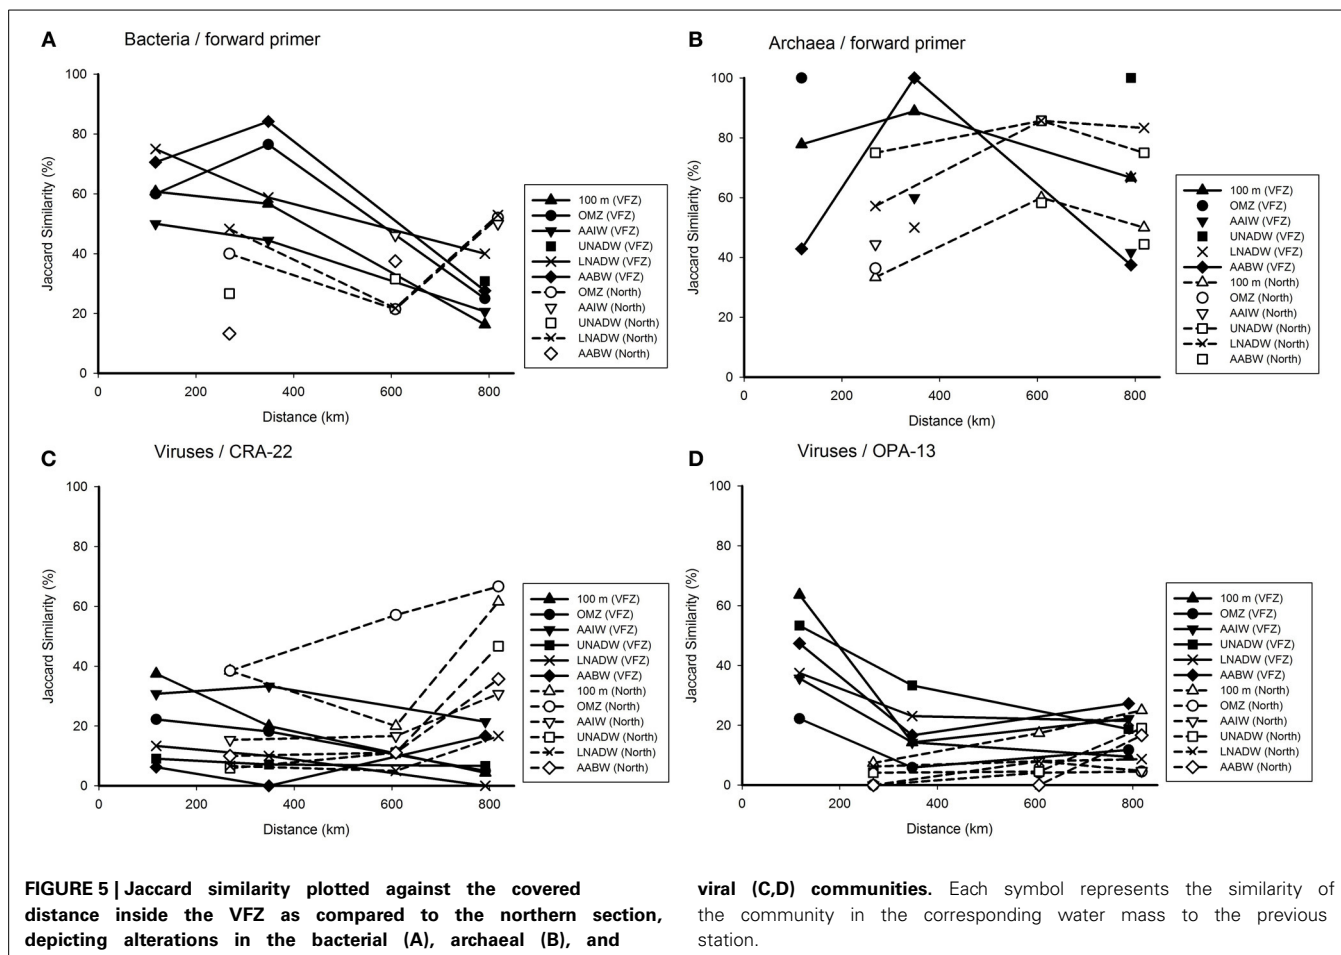 A Bacteria / forward primer
100
80
60
40
20
0
Jaccard Similarity (%)
0 200 400 600 800
Distance (km)
100 m (VFZ)
OMZ (VFZ)
AAIW (VFZ)
UNADW (VFZ)
LNADW (VFZ)
AABW (VFZ)
OMZ (North)
AAIW (North)
UNADW (North)
LNADW (North)
AABW (North)
B Archaea / forward primer
100
80
60
40
20
0
Jaccard Similarity (%)
0 200 400 600 800
Distance (km)
100 m (VFZ)
OMZ (VFZ)
AAIW (VFZ)
UNADW (VFZ)
LNADW (VFZ)
AABW (VFZ)
100 m (North)
OMZ (North)
AAIW (North)
UNADW (North)
LNADW (North)
AABW (North)
C Viruses / CRA-22
100
80
60
40
20
0
Jaccard Similarity (%)
0 200 400 600 800
Distance (km)
100 m (VFZ)
OMZ (VFZ)
AAIW (VFZ)
UNADW (VFZ)
LNADW (VFZ)
AABW (VFZ)
100 m (North)
OMZ (North)
AAIW (North)
UNADW (North)
LNADW (North)
AABW (North)
D Viruses / OPA-13
100
80
60
40
20
0
Jaccard Similarity (%)
0 200 400 600 800
Distance (km)
100 m (VFZ)
OMZ (VFZ)
AAIW (VFZ)
UNADW (VFZ)
LNADW (VFZ)
AABW (VFZ)
100 m (North)
OMZ (North)
AAIW (North)
UNADW (North)
LNADW (North)
AABW (North)
FIGURE 5 | Jaccard similarity plotted against the covered
distance inside the VFZ as compared to the northern section,
depicting alterations in the bacterial (A), archaeal (B), and
viral (C,D) communities. Each symbol represents the similarity of
the community in the corresponding water mass to the previous
station.